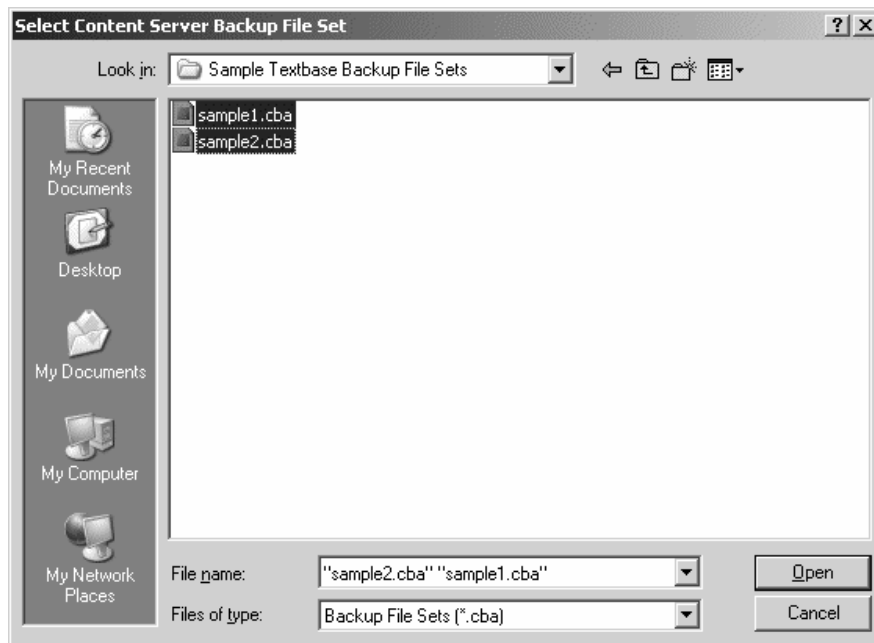 Select Content Server Backup File Set
Look in: Sample Textbase Backup File Sets
sample1.cba
sample2.cba
My Recent
Documents
Desktop
My Documents
My Computer
My Network
Places
File name: "sample2.cba" "sample1.cba" Open
Files of type: Backup File Sets (*.cba) Cancel